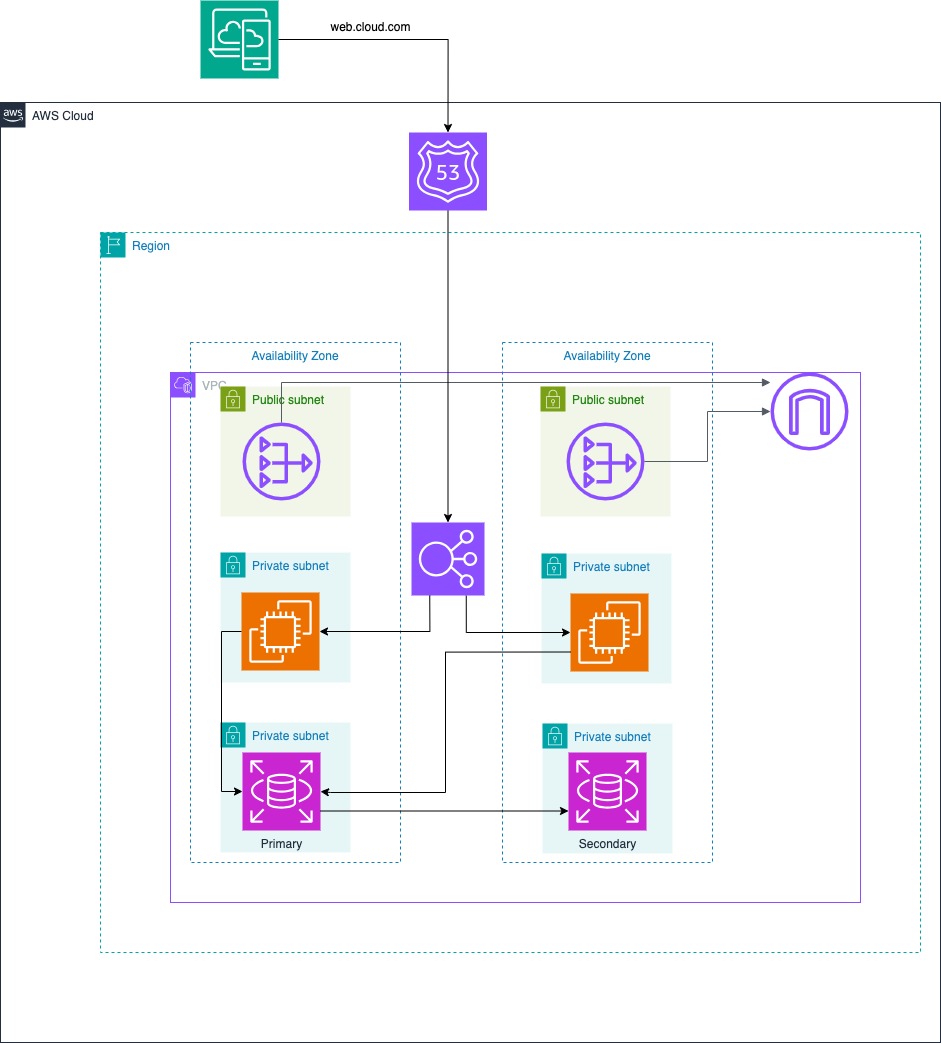 web.cloud.com
aws
AWS Cloud
53
Region
Availability Zone
Availability Zone
VPC
Public subnet
Public subnet
Private subnet
Private subnet
Private subnet
Private subnet
Primary
Secondary